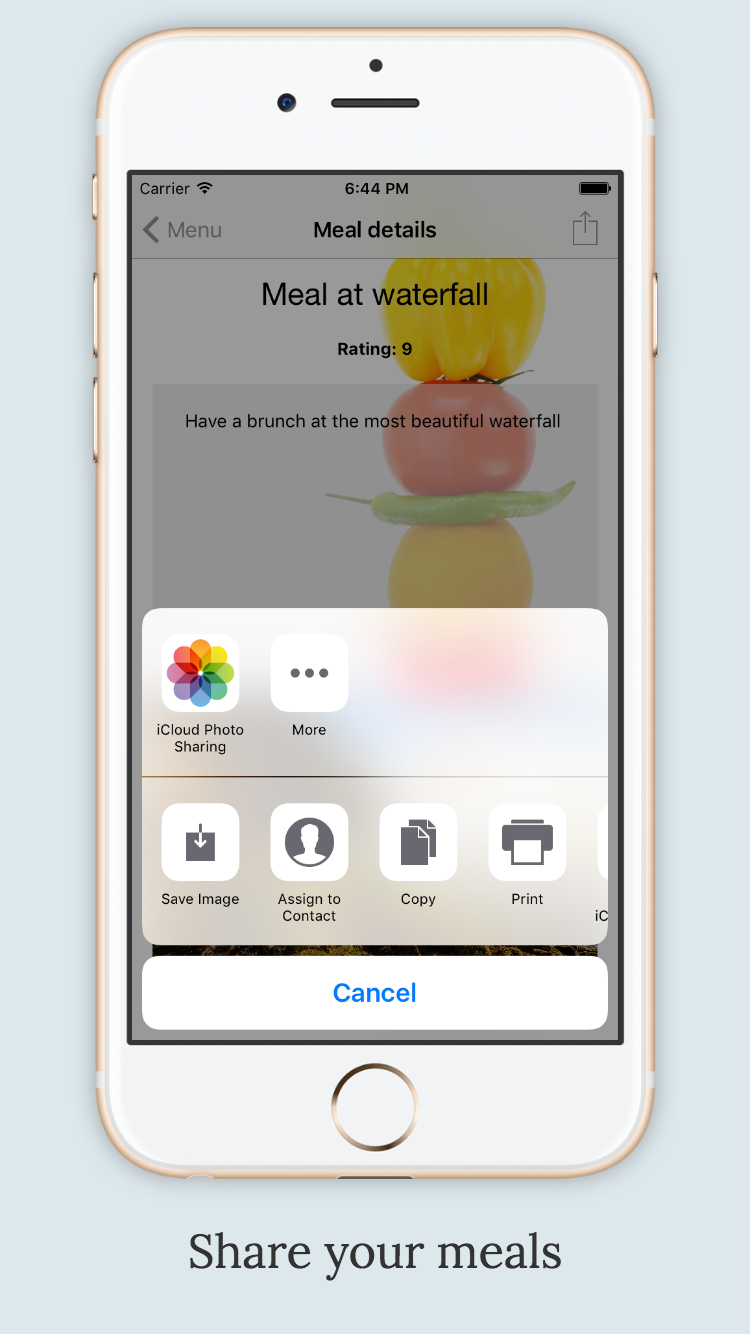 Carrier 6:44 PM
Menu Meal details
Meal at waterfall
Rating: 9
Have a brunch at the most beautiful waterfall
iCloud Photo
Sharing
More
Save Image
Assign to
Contact
Copy
Print
iC
Cancel
Share your meals